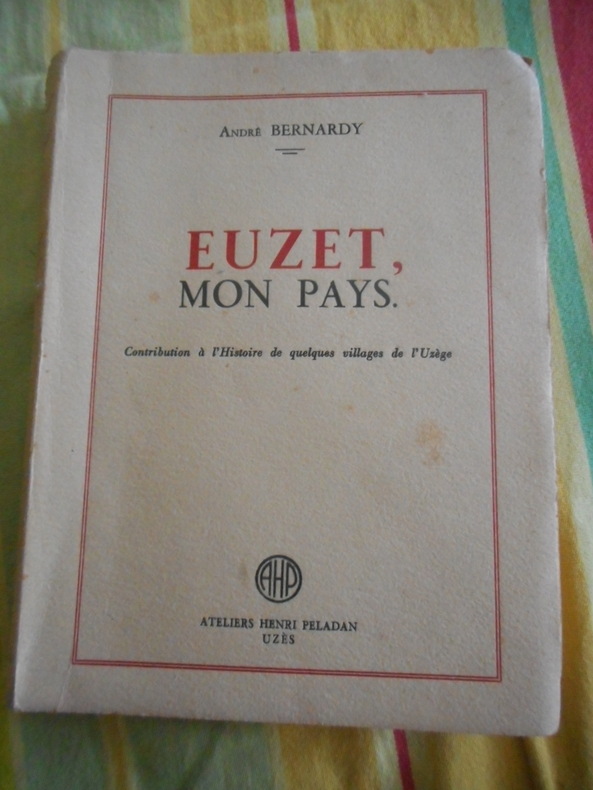 ANDRÉ BERNARDY
EUZET,
MON PAYS.
Contribution à l'Histoire de quelques villages de l'Uzège
AHP
ATELIERS HENRI PELADAN
UZÈS